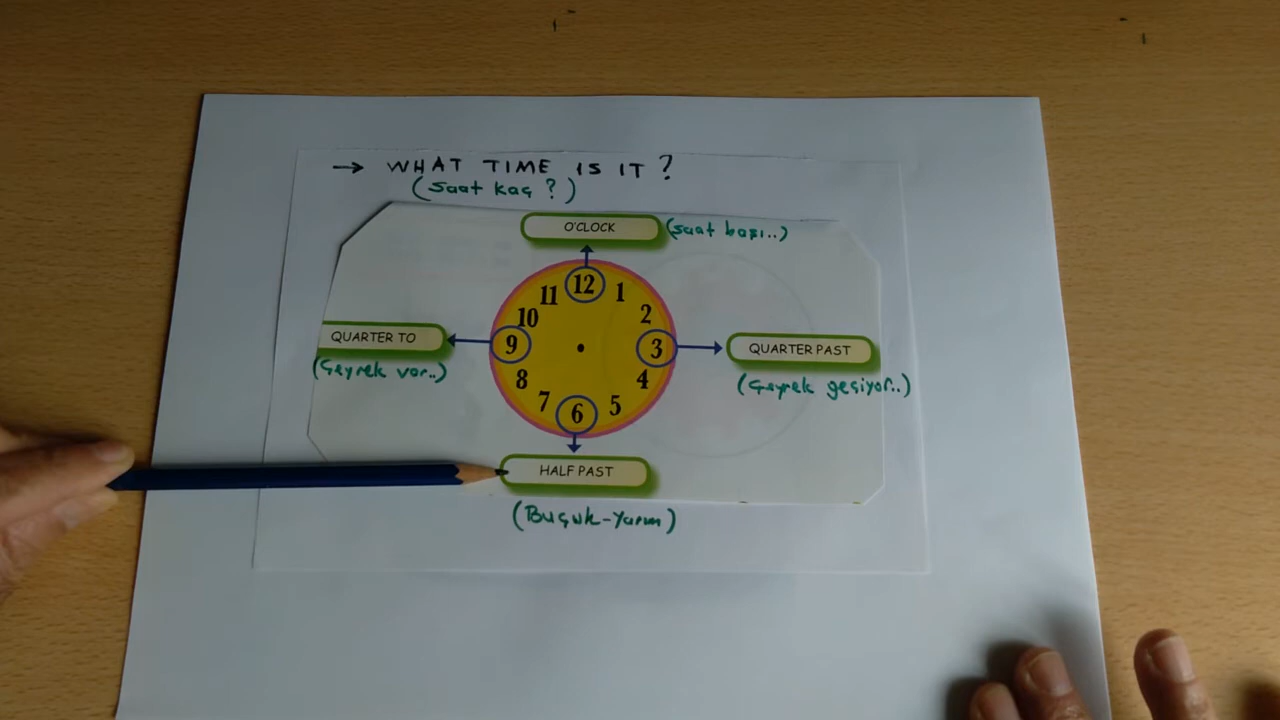 → WHAT TIME IS IT?
(Saat kaç?)
O'CLOCK (saat başı..)
11 12 1
10 2
QUARTER TO 9 3 QUARTER PAST
(Çeyrek var..) (Çeyrek geçiyor..)
8 4
7 6 5
HALF PAST
(Buçuk-Yarım)